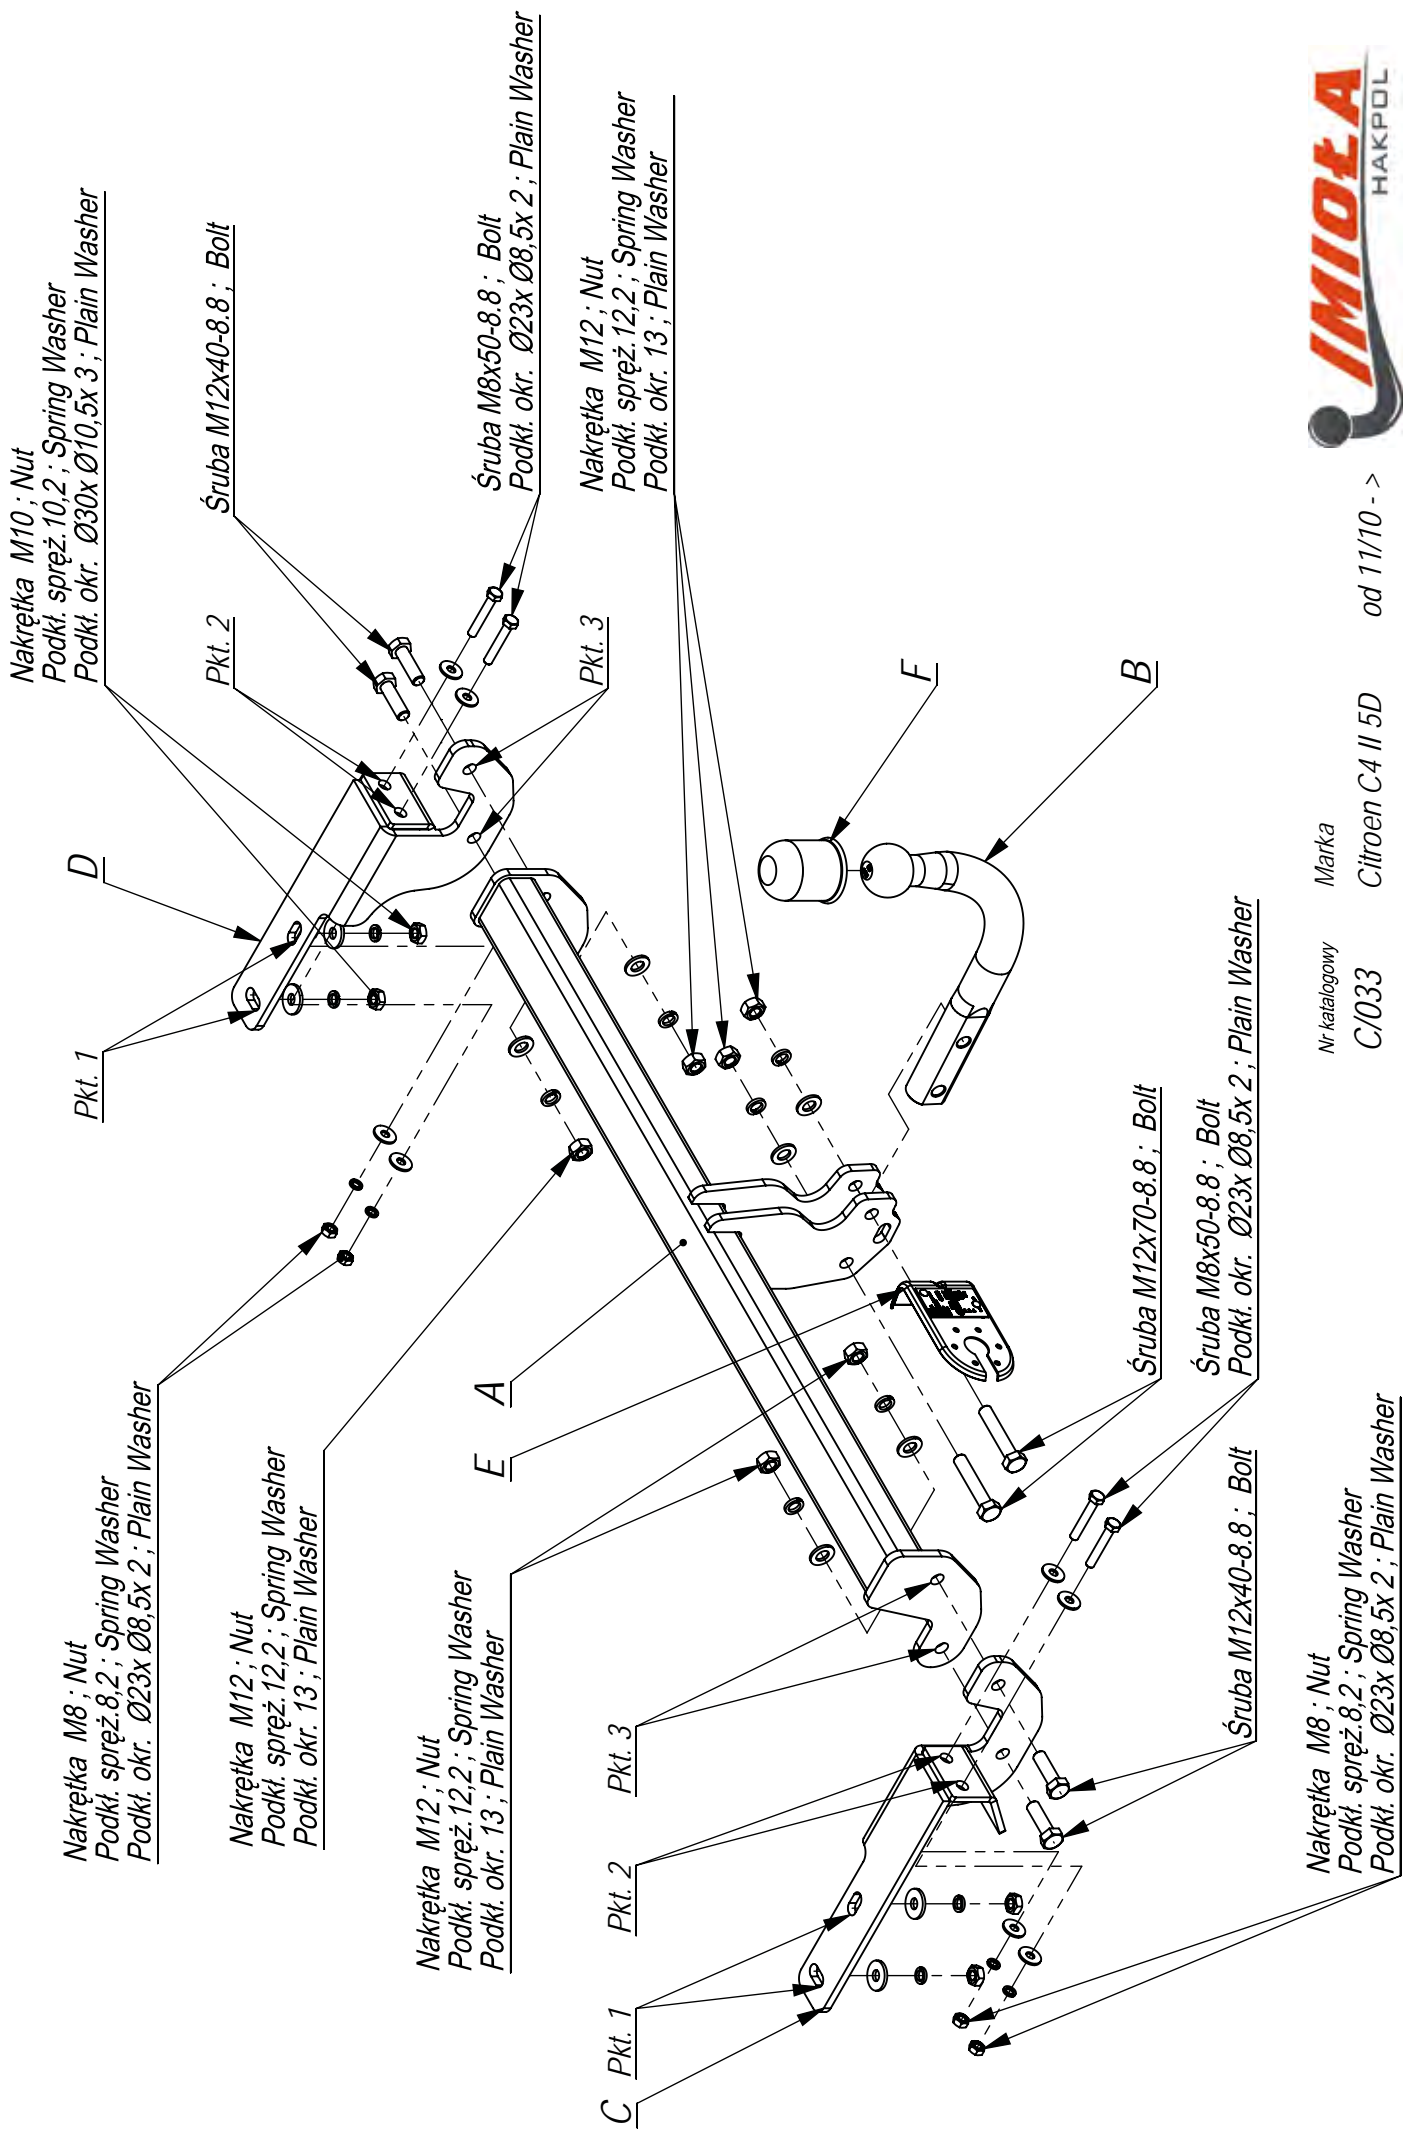 Nakrętka M10 ; Nut
Podkł. spręż.10,2 ; Spring Washer
Podkł. okr. Ø30x Ø10,5x 3 ; Plain Washer
Nakrętka M8 ; Nut
Podkł. spręż.8,2 ; Spring Washer
Podkł. okr. Ø23x Ø8,5x 2 ; Plain Washer
Pkt. 1
D
Śruba M12x40-8.8 ; Bolt
Pkt. 2
Nakrętka M12 ; Nut
Podkł. spręż.12,2 ; Spring Washer
Podkł. okr. 13 ; Plain Washer
Nakrętka M12 ; Nut
Podkł. spręż.12,2 ; Spring Washer
Podkł. okr. 13 ; Plain Washer
E
A
Śruba M8x50-8.8 ; Bolt
Podkł. okr. Ø23x Ø8,5x 2 ; Plain Washer
Nakrętka M12 ; Nut
Podkł. spręż.12,2 ; Spring Washer
Podkł. okr. 13 ; Plain Washer
C
Pkt. 1
Pkt. 2
Pkt. 3
Pkt. 3
F
B
Śruba M12x70-8.8 ; Bolt
Śruba M8x50-8.8 ; Bolt
Podkł. okr. Ø23x Ø8,5x 2 ; Plain Washer
Śruba M12x40-8.8 ; Bolt
Nakrętka M8 ; Nut
Podkł. spręż.8,2 ; Spring Washer
Podkł. okr. Ø23x Ø8,5x 2 ; Plain Washer
Nr katalogowy
Marka
C/033
Citroen C4 II 5D
od 11/10 - >
IMIOŁA
HAKPOL